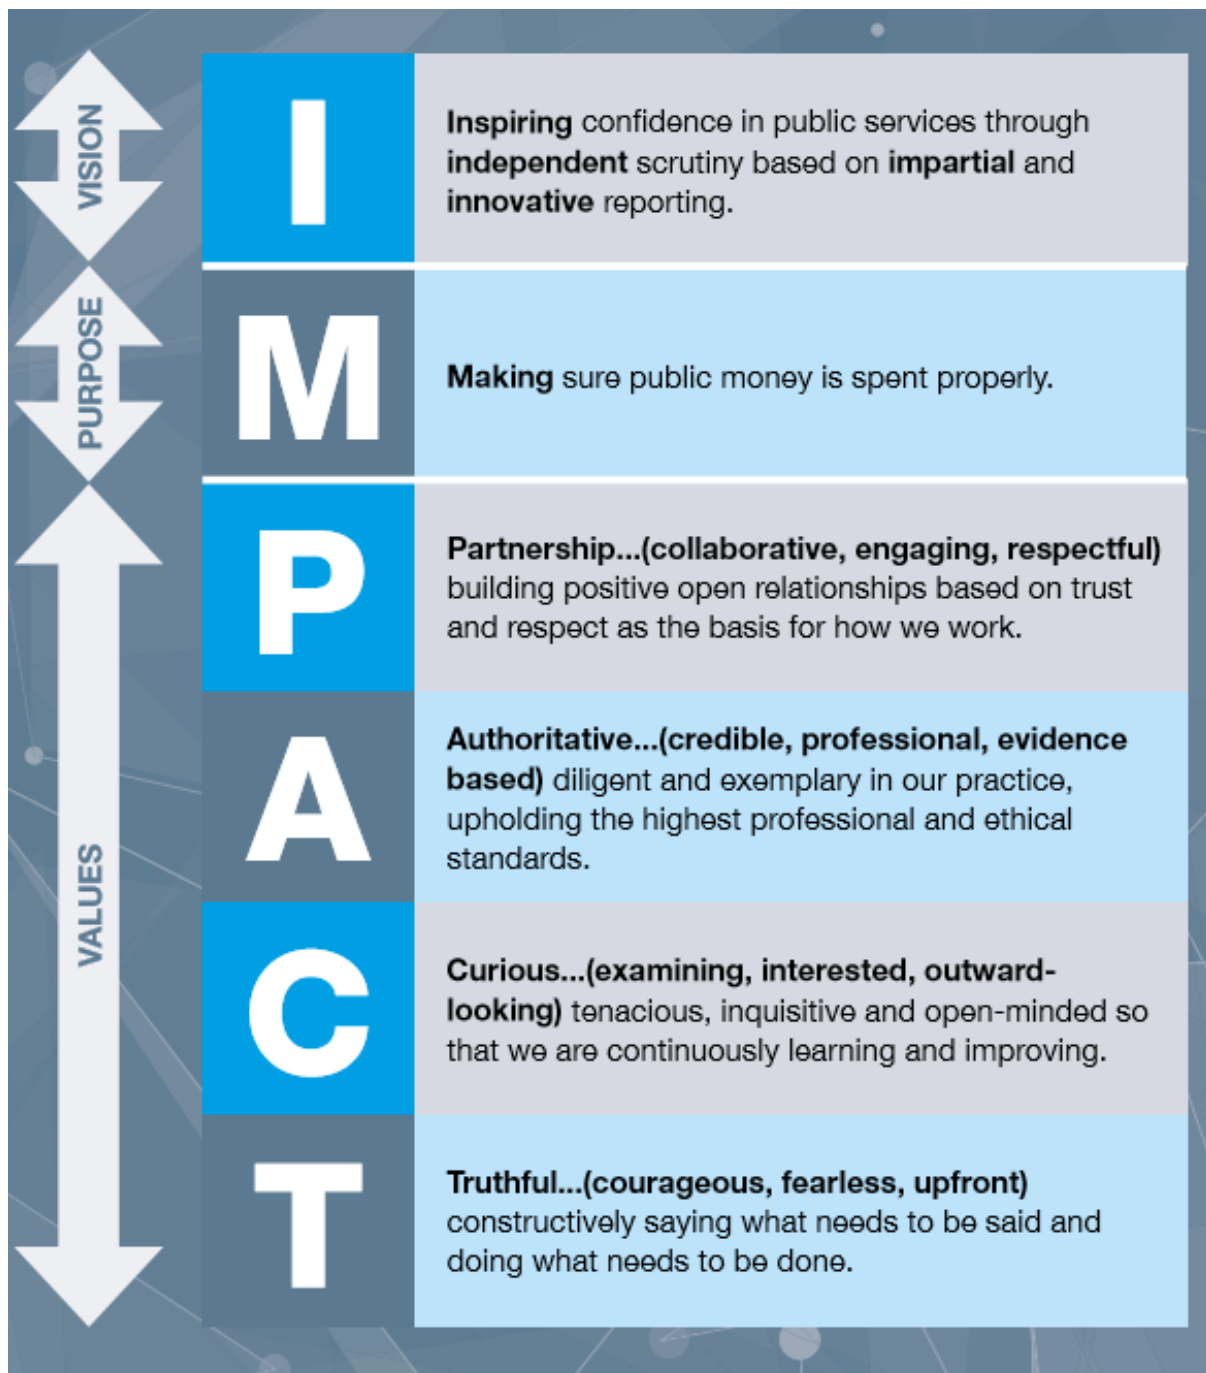 VISION
I
Inspiring confidence in public services through
independent scrutiny based on impartial and
innovative reporting.
PURPOSE
M
Making sure public money is spent properly.
VALUES
P
Partnership...(collaborative, engaging, respectful)
building positive open relationships based on trust
and respect as the basis for how we work.
A
Authoritative...(credible, professional, evidence
based) diligent and exemplary in our practice,
upholding the highest professional and ethical
standards.
C
Curious...(examining, interested, outward-
looking) tenacious, inquisitive and open-minded so
that we are continuously learning and improving.
T
Truthful...(courageous, fearless, upfront)
constructively saying what needs to be said and
doing what needs to be done.